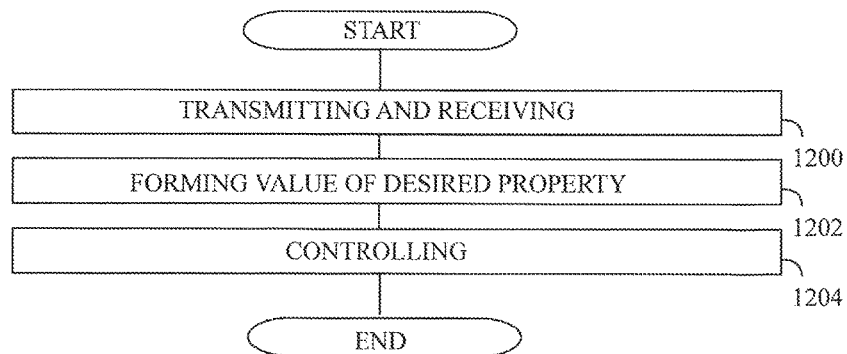 START
TRANSMITTING AND RECEIVING
1200
FORMING VALUE OF DESIRED PROPERTY
1202
CONTROLLING
1204
END